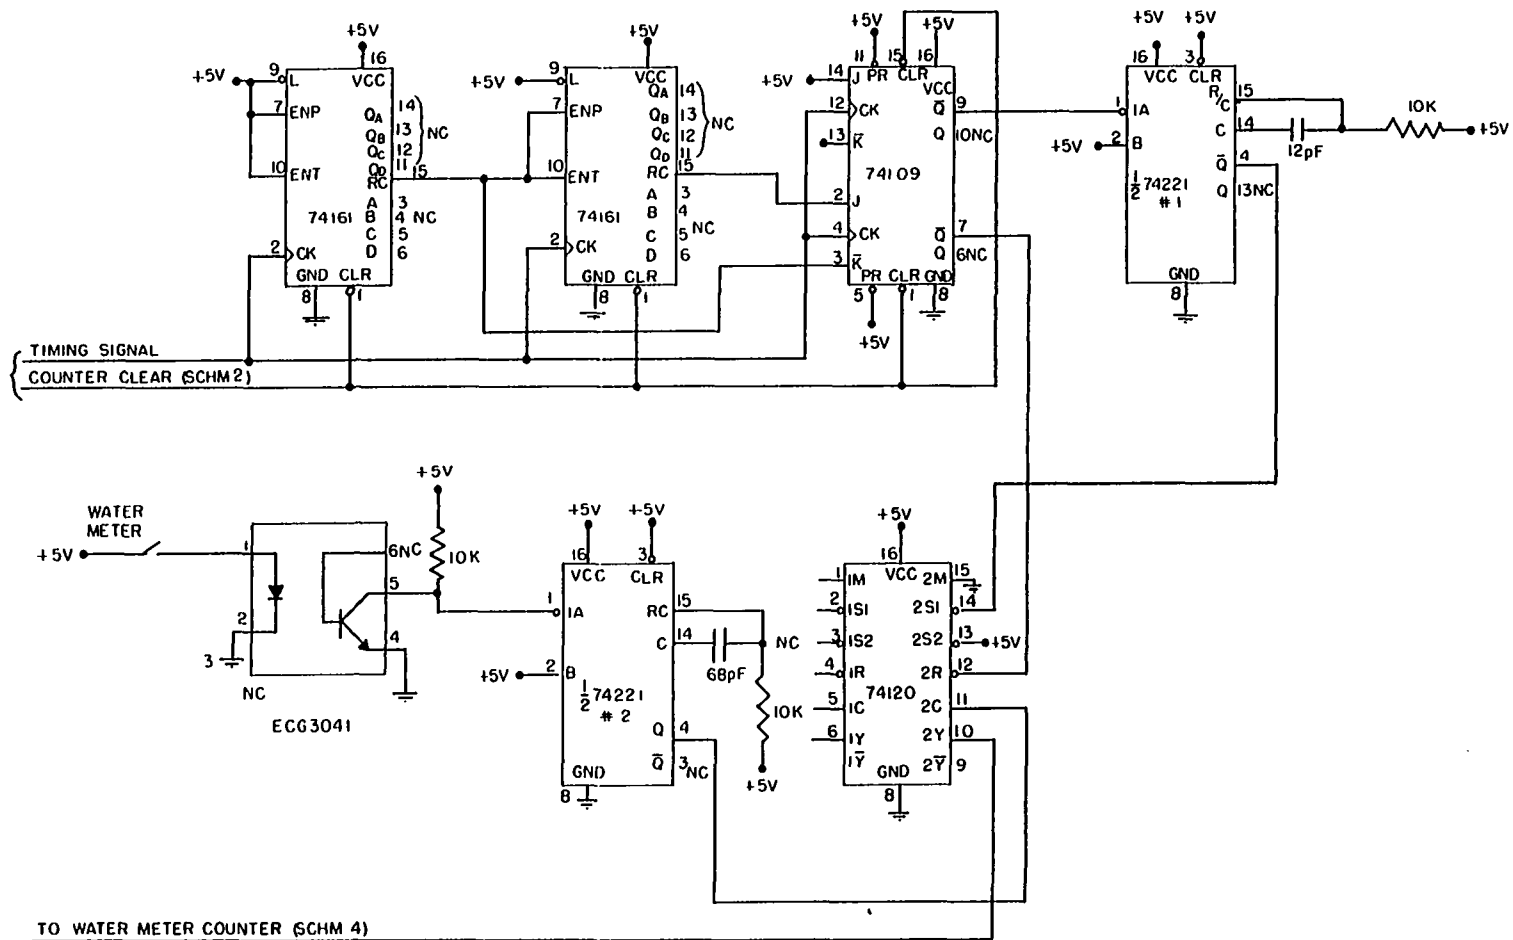 +5V
16
VCC
+5V
9
L
7
ENP
10
ENT
QA 14
QB 13
QC 12
QD 11
NC
RC 15
74161
A 3
B 4 NC
C 5
D 6
2
CK
GND CLR
8
1
+5V
VCC
+5V
9
L
7
ENP
10
ENT
QA 14
QB 13
QC 12
QD 11
NC
RC 15
74161
A 3
B 4
NC
C 5
D 6
2
CK
GND CLR
8
1
+5V
+5V
11
15
16
+5V
14
J
PR
CLR
VCC
12
CK
Q̅ 9
Q 10NC
13
K̅
74109
2
J
4
CK
Q̅ 7
Q 6NC
3
K̅
PR CLR GND
5
1
8
+5V
+5V
+5V
16
3
VCC
CLR
R/C 15
1
1A
C 14
12pF
10K
+5V
+5V
2
B
Q̅ 4
½ 74221
#1
Q 13NC
GND
8
TIMING SIGNAL
COUNTER CLEAR (SCHM 2)
WATER
METER
+5V
1
2
3
NC
6NC
5
4
ECG3041
+5V
10K
+5V
+5V
16
3
VCC
CLR
1
1A
RC 15
C 14
68pF
NC
+5V
2
B
½ 74221
#2
10K
+5V
Q 4
Q̅ 3
NC
GND
8
+5V
16
VCC
1 1M
2M 15
2 1S1
2S1 14
3 1S2
2S2 13
+5V
4 1R
2R 12
74120
5 1C
2C 11
6 1Y
2Y 10
1Y̅
2Y̅ 9
GND
8
TO WATER METER COUNTER (SCHM 4)